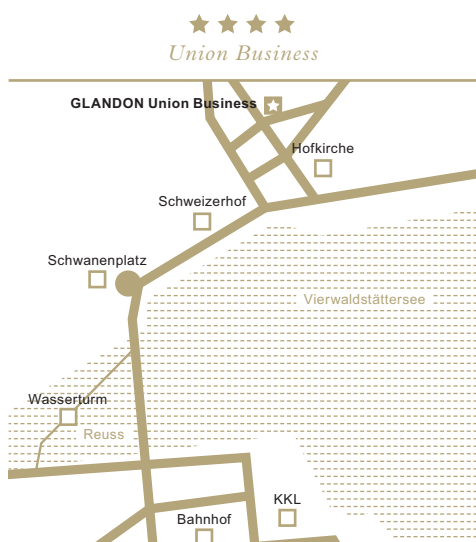 Union Business
GLANDON Union Business
Hofkirche
Schweizerhof
Schwanenplatz
Vierwaldstättersee
Wasserturm
Reuss
KKL
Bahnhof